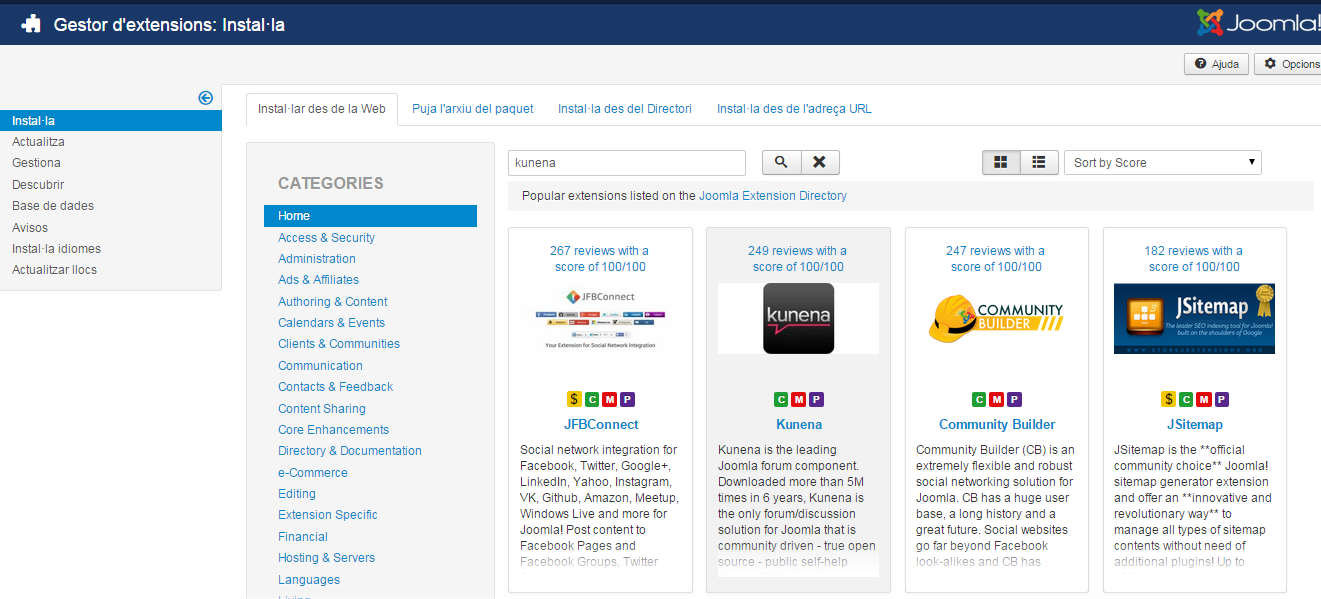 Gestor d'extensions: Instal·la
Joomla!
Ajuda
Opcions
Instal·la
Actualitza
Gestiona
Descubrir
Base de dades
Avisos
Instal·la idiomes
Actualitzar llocs
Instal·lar des de la Web
Puja l'arxiu del paquet
Instal·la des del Directori
Instal·la des de l'adreça URL
CATEGORIES
Home
Access & Security
Administration
Ads & Affiliates
Authoring & Content
Calendars & Events
Clients & Communities
Communication
Contacts & Feedback
Content Sharing
Core Enhancements
Directory & Documentation
e-Commerce
Editing
Extension Specific
Financial
Hosting & Servers
Languages
kunena
Sort by Score
Popular extensions listed on the Joomla Extension Directory
267 reviews with a
score of 100/100
JFBConnect
Your Extension for Social Network Integration
$ C M P
JFBConnect
Social network integration for
Facebook, Twitter, Google+,
LinkedIn, Yahoo, Instagram,
VK, Github, Amazon, Meetup,
Windows Live and more for
Joomla! Post content to
Facebook Pages and
Facebook Groups, Twitter
249 reviews with a
score of 100/100
kunena
C M P
Kunena
Kunena is the leading
Joomla forum component.
Downloaded more than 5M
times in 6 years, Kunena is
the only forum/discussion
solution for Joomla that is
community driven - true open
source - public self-help
247 reviews with a
score of 100/100
COMMUNITY
BUILDER
C M P
Community Builder
Community Builder (CB) is an
extremely flexible and robust
social networking solution for
Joomla. CB has a huge user
base, a long history and a
great future. Social websites
go far beyond Facebook
look-alikes and CB has
182 reviews with a
score of 100/100
JSitemap
The leader SEO indexing tool for Joomla!
built on the shoulders of Google
$ C M P
JSitemap
JSitemap is the **official
community choice** Joomla!
sitemap generator extension
and offer an **innovative and
revolutionary way** to
manage all types of sitemap
contents without need of
additional plugins! Up to